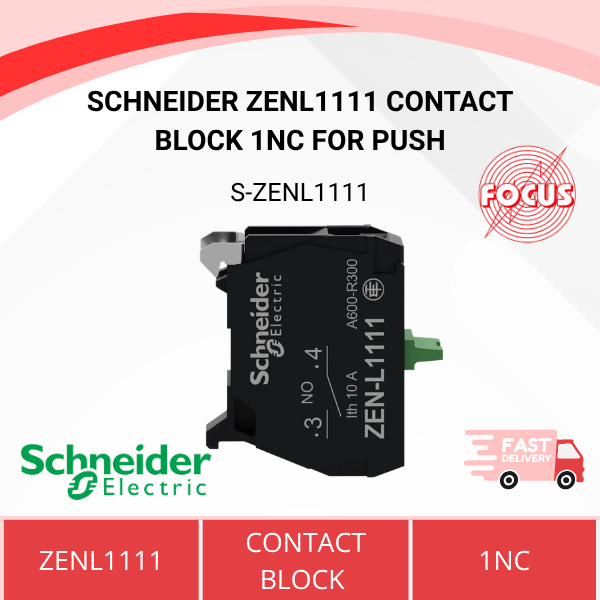 SCHNEIDER ZENL1111 CONTACT
BLOCK 1NC FOR PUSH
S-ZENL1111
FOCUS
Schneider
Electric
A600-R300
.3 NO .4
Ith 10 A
ZEN-L1111
Schneider
Electric
FAST
DELIVERY
ZENL1111
CONTACT
BLOCK
1NC